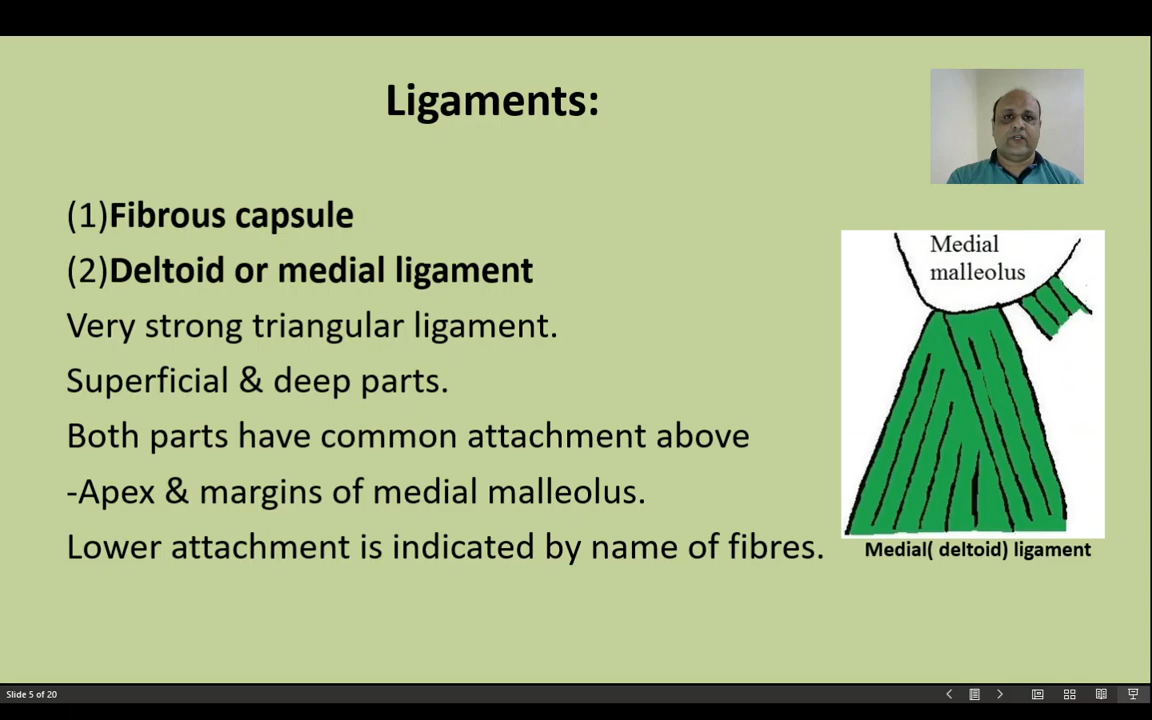 Ligaments:
(1)Fibrous capsule
(2)Deltoid or medial ligament
Very strong triangular ligament.
Superficial & deep parts.
Both parts have common attachment above
-Apex & margins of medial malleolus.
Lower attachment is indicated by name of fibres.
Medial
malleolus
Medial( deltoid) ligament
Slide 5 of 20